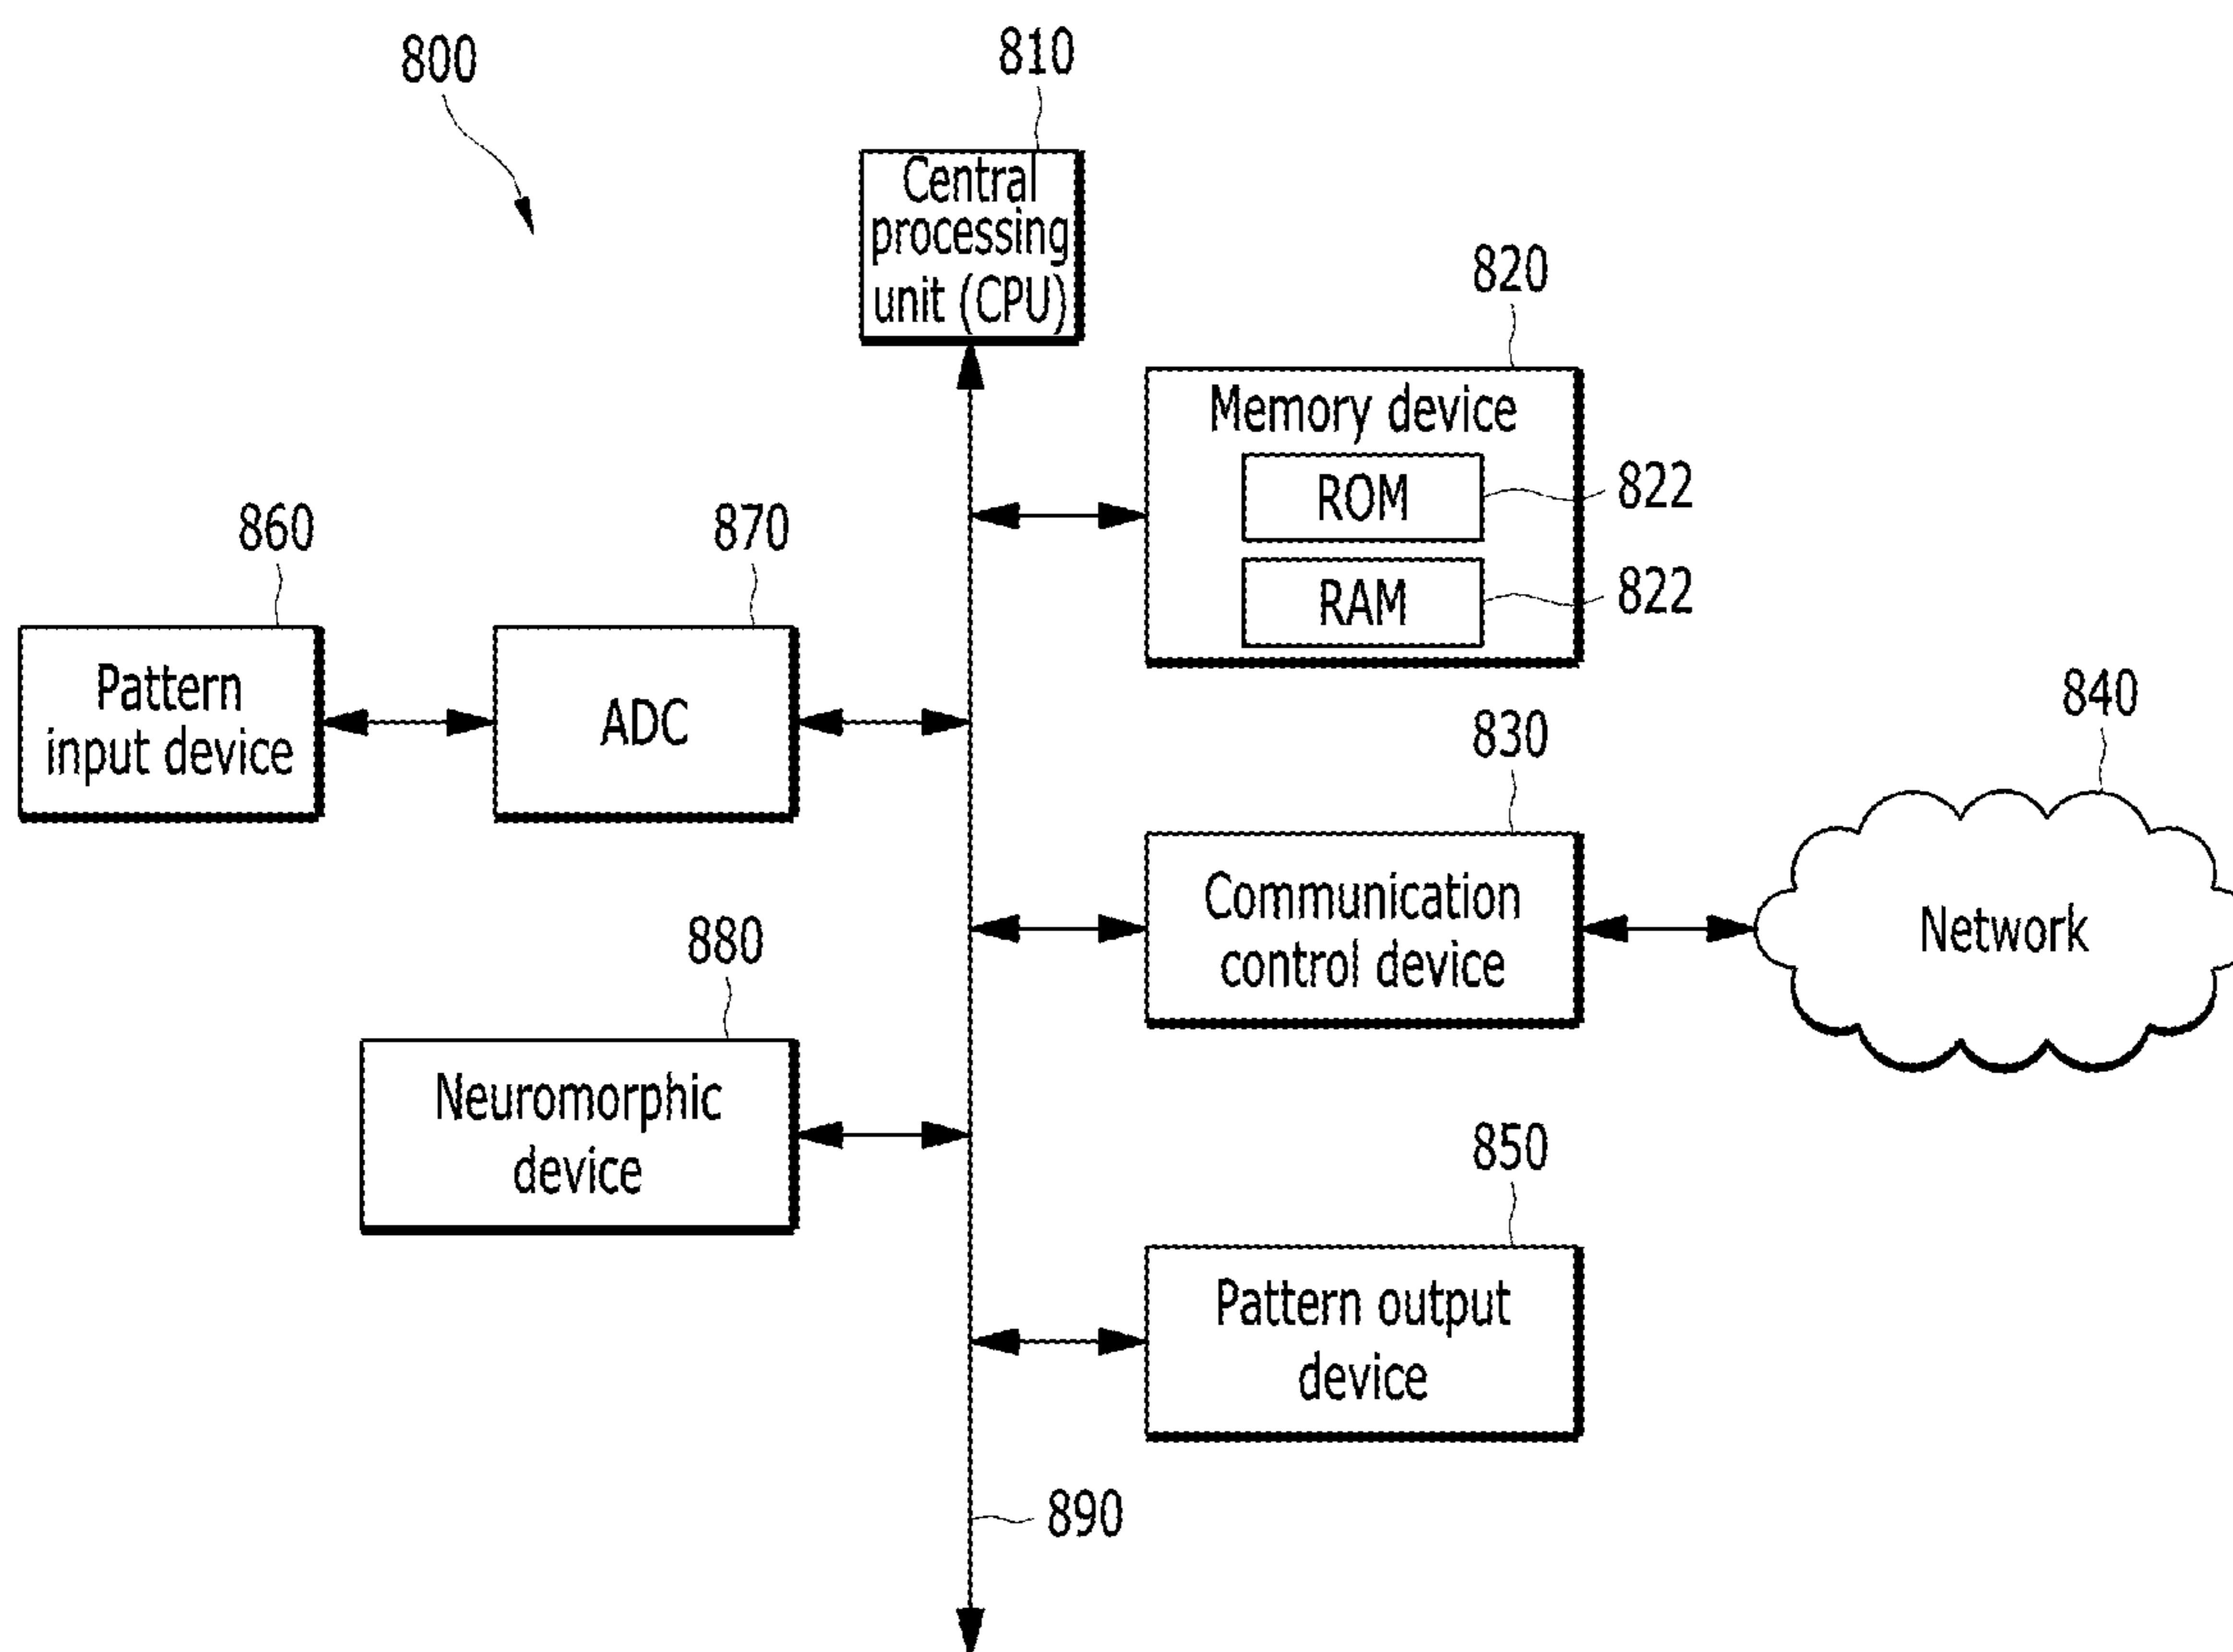 800
810
Central
processing
unit (CPU)
820
Memory device
ROM
822
RAM
822
860
Pattern
input device
870
ADC
830
Communication
control device
840
Network
880
Neuromorphic
device
850
Pattern output
device
890